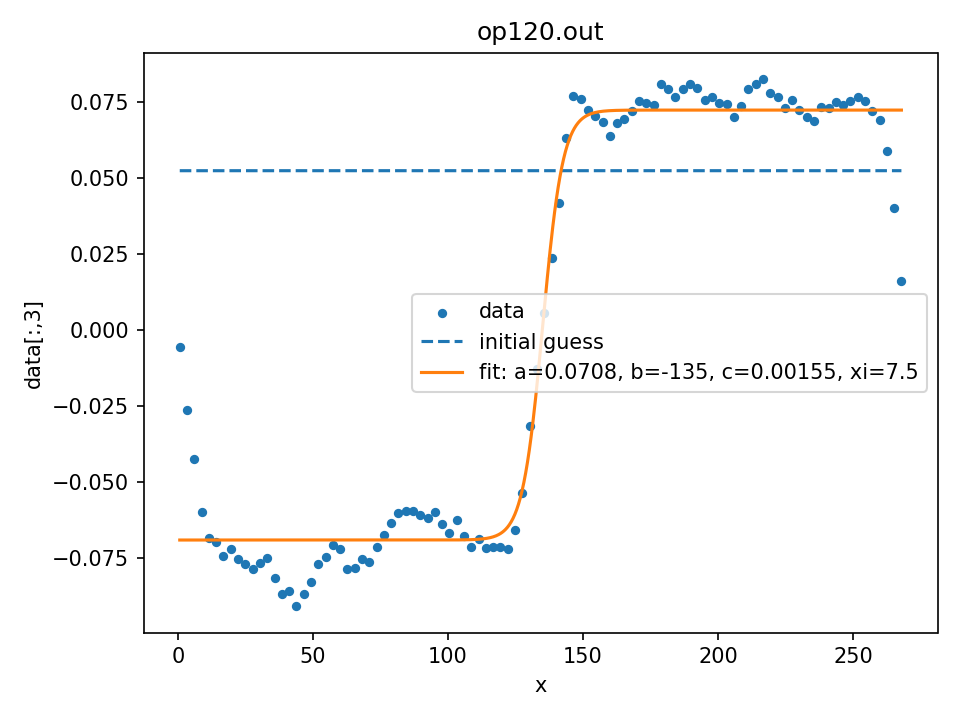 op120.out
0.075
0.050
0.025
0.000
−0.025
−0.050
−0.075
data[:,3]
data
initial guess
fit: a=0.0708, b=-135, c=0.00155, xi=7.5
0 50 100 150 200 250
x